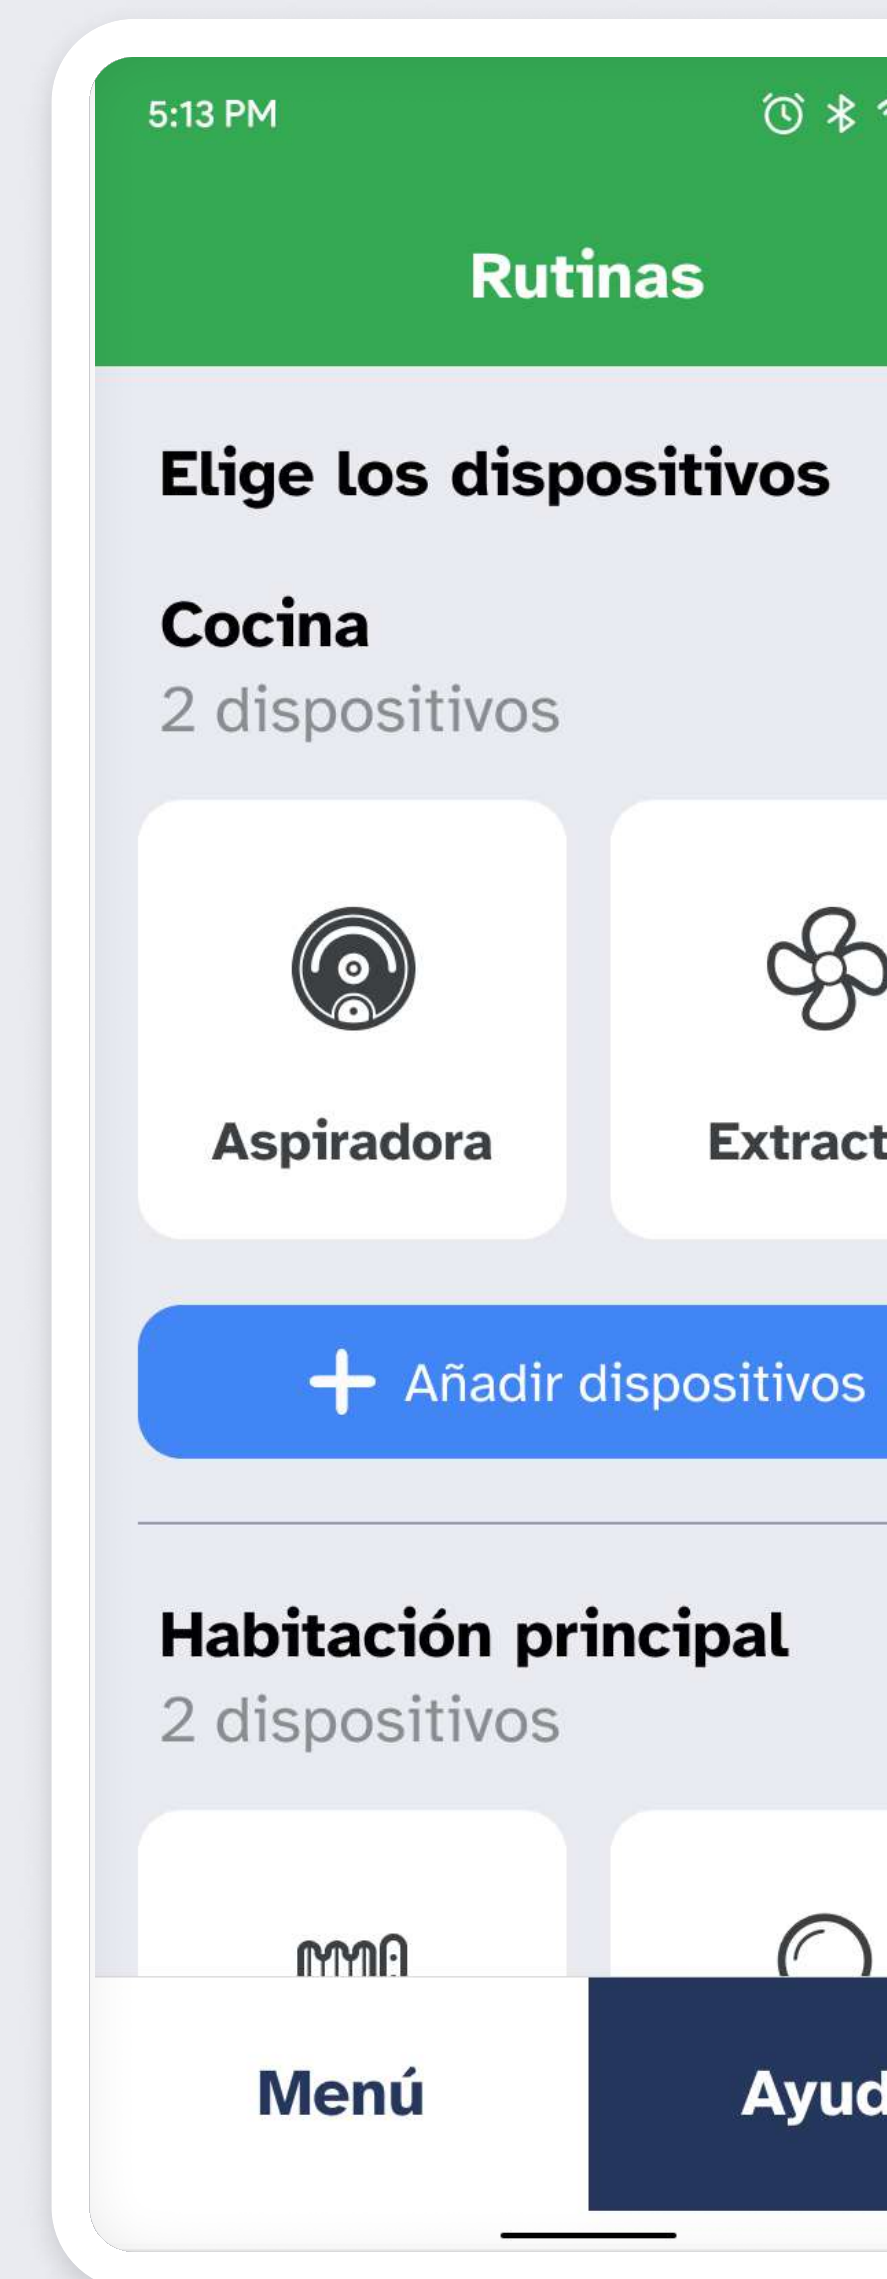 5:13 PM
Rutinas
Elige los dispositivos
Cocina
2 dispositivos
Aspiradora
Extract
Añadir dispositivos
Habitación principal
2 dispositivos
Menú
Ayud